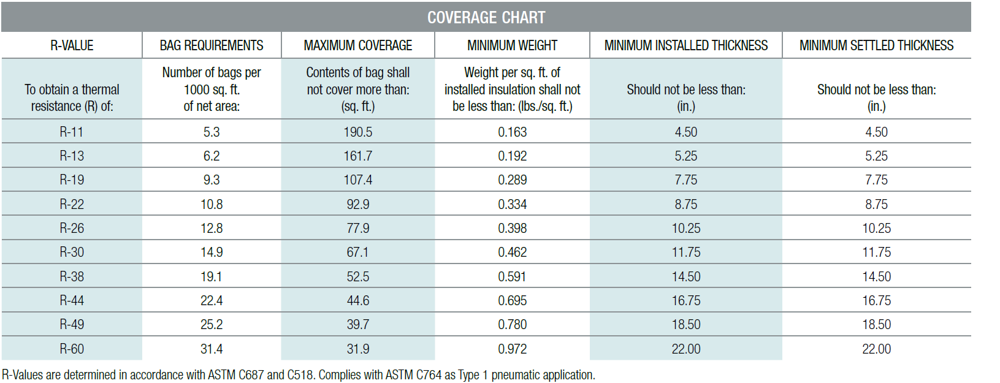 COVERAGE CHART
R-VALUE BAG REQUIREMENTS MAXIMUM COVERAGE MINIMUM WEIGHT MINIMUM INSTALLED THICKNESS MINIMUM SETTLED THICKNESS
To obtain a thermal
resistance (R) of:
Number of bags per
1000 sq. ft.
of net area:
Contents of bag shall
not cover more than:
(sq. ft.)
Weight per sq. ft. of
installed insulation shall not
be less than: (lbs./sq. ft.)
Should not be less than:
(in.)
Should not be less than:
(in.)
R-11 5.3 190.5 0.163 4.50 4.50
R-13 6.2 161.7 0.192 5.25 5.25
R-19 9.3 107.4 0.289 7.75 7.75
R-22 10.8 92.9 0.334 8.75 8.75
R-26 12.8 77.9 0.398 10.25 10.25
R-30 14.9 67.1 0.462 11.75 11.75
R-38 19.1 52.5 0.591 14.50 14.50
R-44 22.4 44.6 0.695 16.75 16.75
R-49 25.2 39.7 0.780 18.50 18.50
R-60 31.4 31.9 0.972 22.00 22.00
R-Values are determined in accordance with ASTM C687 and C518. Complies with ASTM C764 as Type 1 pneumatic application.